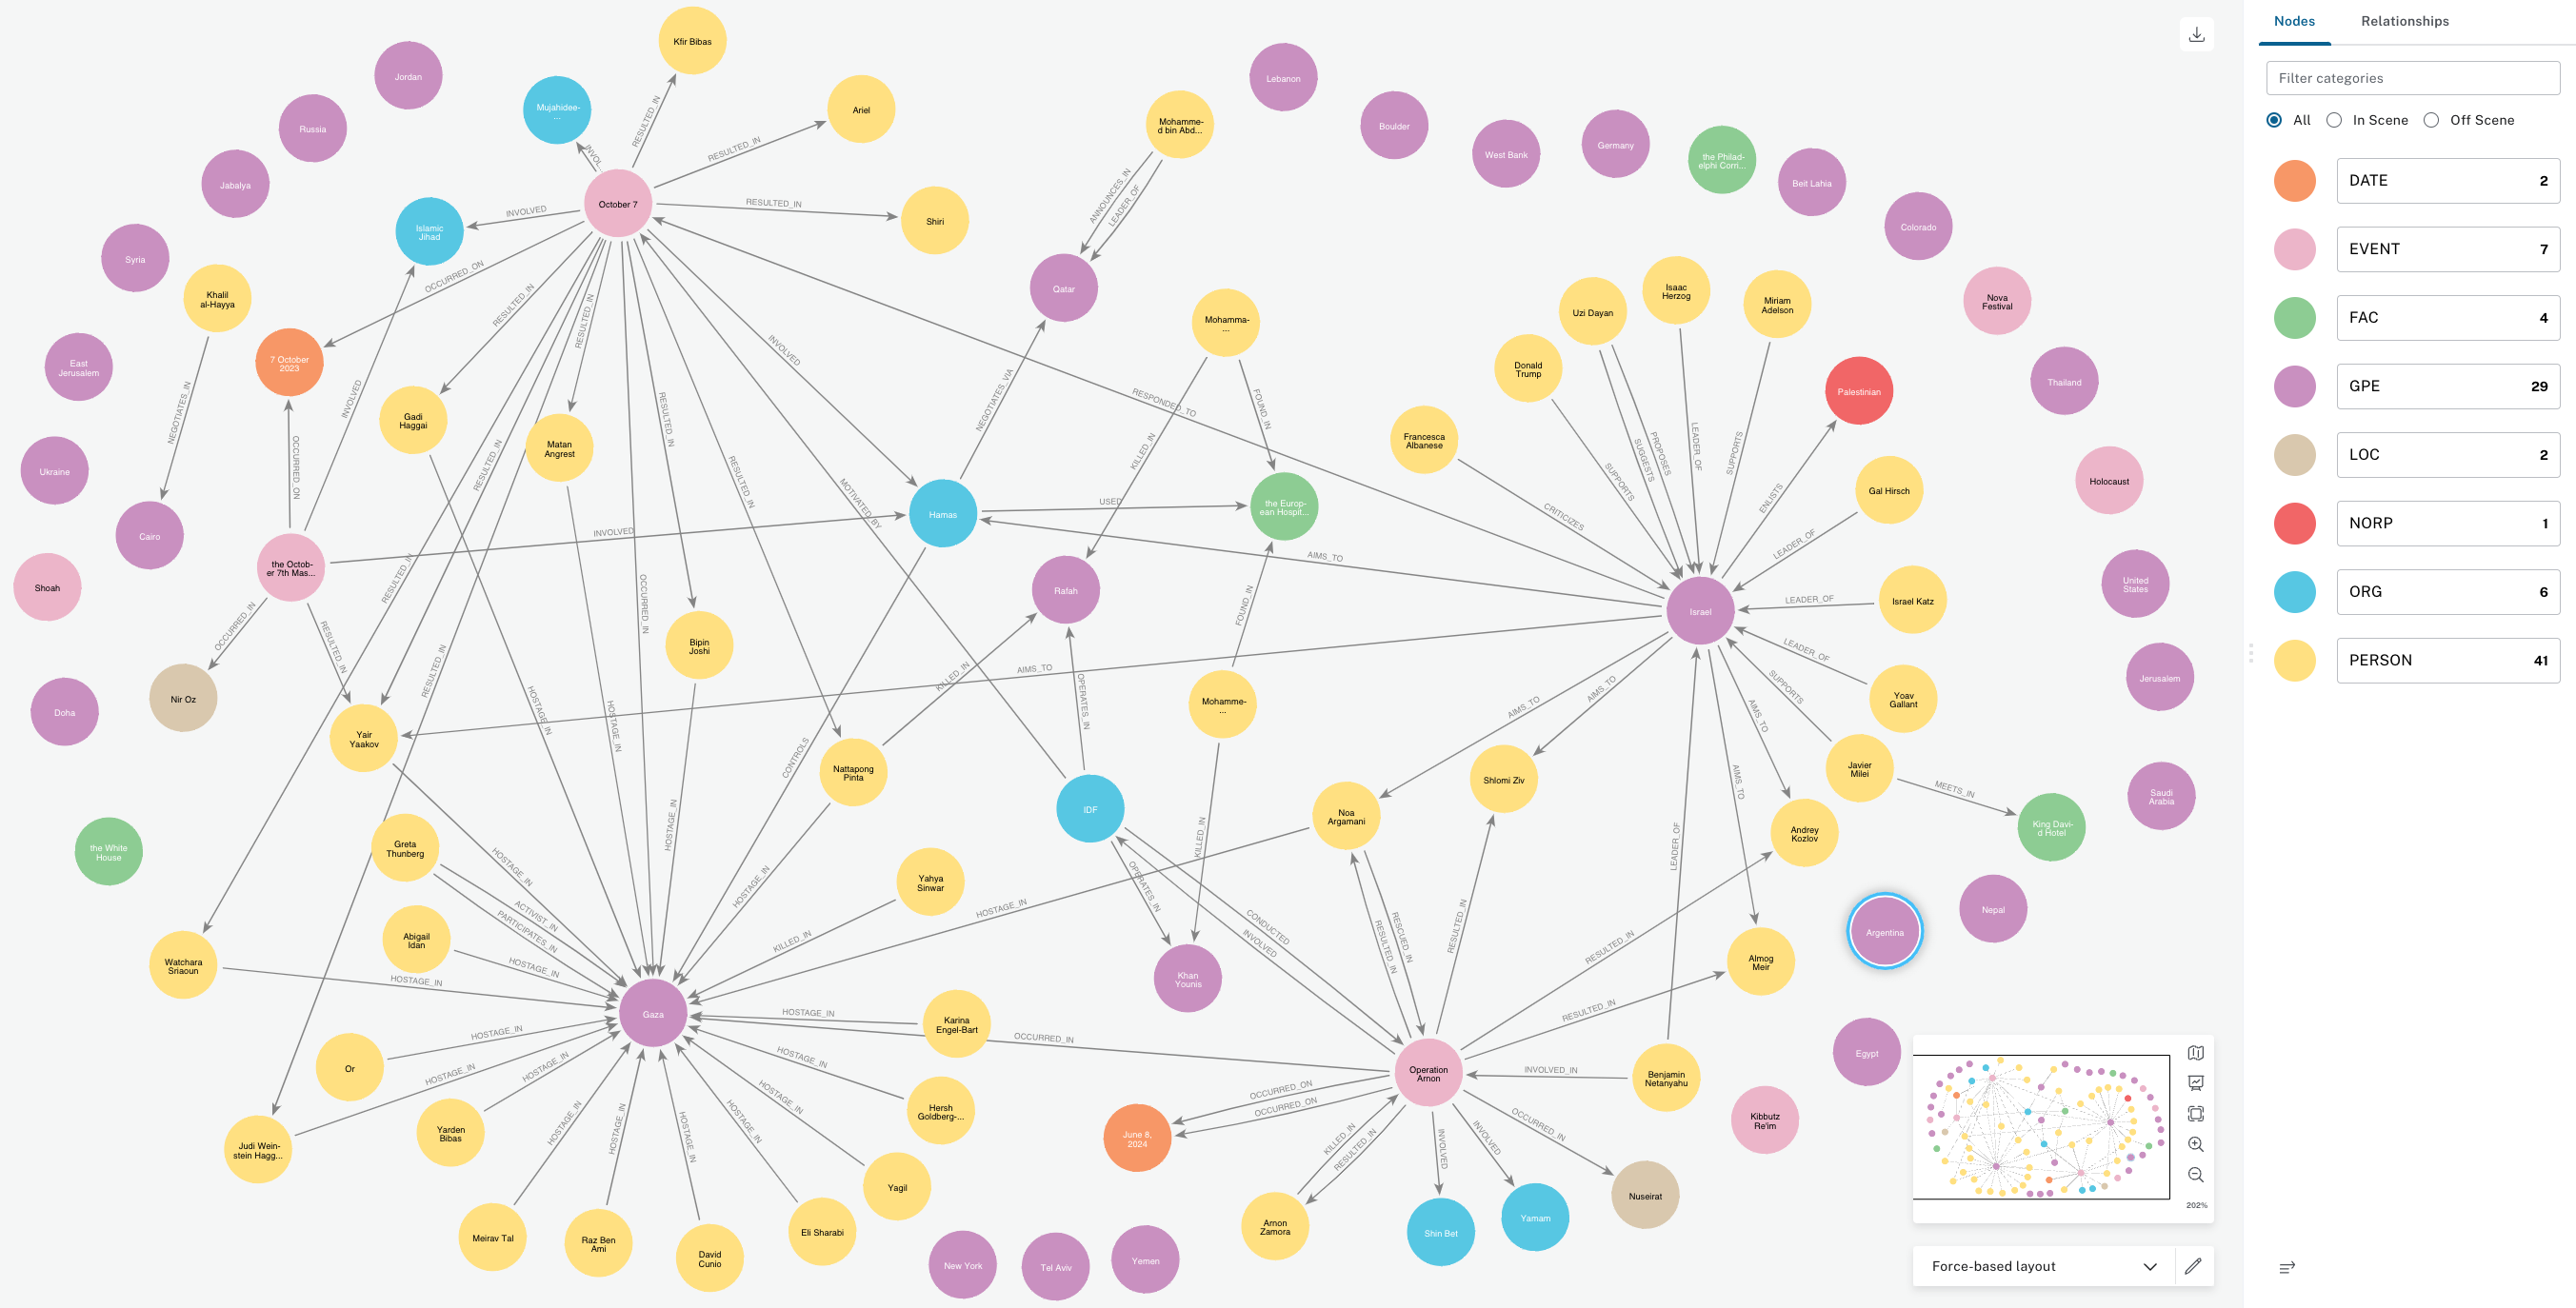 Kfir Bibas
Jordan
Mujahidee-
...
Ariel
Russia
Jabalya
October 7
Islamic
Jihad
Shiri
Syria
Khalil
al-Hayya
7 October
2023
East
Jerusalem
Gadi
Haggai
Matan
Angrest
Ukraine
Cairo
Shoah
the Octob-
er 7th Mas...
Nir Oz
Doha
Yair
Yaakov
Bipin
Joshi
Nattapong
Pinta
the White
House
Greta
Thunberg
Abigail
Idan
Yahya
Sinwar
Watchara
Sriaoun
Gaza
Karina
Engel-Bart
Or
Hersh
Goldberg-...
Yarden
Bibas
Judi Wein-
stein Hagg...
Yagil
Meirav Tal
Raz Ben
Ami
David
Cunio
Eli Sharabi
New York
Tel Aviv
Yemen
Mohamme-
d bin Abd...
Lebanon
Boulder
West Bank
Germany
the Philad-
elphi Corri...
Beit Lahia
Colorado
Qatar
Mohamma-
...
Uzi Dayan
Isaac
Herzog
Miriam
Adelson
Nova
Festival
Donald
Trump
Palestinian
Thailand
Francesca
Albanese
Gal Hirsch
Holocaust
Hamas
the Europ-
ean Hospit...
Rafah
Israel
Israel Katz
United
States
Mohamme-
...
Yoav
Gallant
Jerusalem
IDF
Noa
Argamani
Shlomi Ziv
Javier
Milei
Andrey
Kozlov
King Davi-
d Hotel
Saudi
Arabia
Khan
Younis
Almog
Meir
Argentina
Nepal
Operation
Arnon
Benjamin
Netanyahu
Egypt
Kibbutz
Re'im
June 8,
2024
Arnon
Zamora
Shin Bet
Yamam
Nuseirat
RESULTED_IN
INVOL...
RESULTED_IN
RESULTED_IN
INVOLVED
OCCURRED_ON
RESULTED_IN
RESULTED_IN
INVOLVED
RESULTED_IN
RESULTED_IN
RESULTED_IN
RESULTED_IN
RESULTED_IN
OCCURRED_IN
MOTIVATED_BY
RESPONDED_TO
ANNOUNCES_IN
LEADER_OF
NEGOTIATES_VIA
NEGOTIATES_IN
OCCURRED_ON
INVOLVED
INVOLVED
OCCURRED_IN
RESULTED_IN
USED
FOUND_IN
KILLED_IN
FOUND_IN
KILLED_IN
AIMS_TO
AIMS_TO
AIMS_TO
AIMS_TO
AIMS_TO
AIMS_TO
CRITICIZES
SUPPORTS
SUGGESTS
PROPOSES
LEADER_OF
SUPPORTS
ENLISTS
LEADER_OF
LEADER_OF
LEADER_OF
SUPPORTS
MEETS_IN
LEADER_OF
CONTROLS
KILLED_IN
OPERATES_IN
OPERATES_IN
CONDUCTED
INVOLVED
HOSTAGE_IN
HOSTAGE_IN
HOSTAGE_IN
HOSTAGE_IN
HOSTAGE_IN
ACTIVIST_
PARTICIPATES_IN
HOSTAGE_IN
HOSTAGE_IN
KILLED_IN
HOSTAGE_IN
HOSTAGE_IN
OCCURRED_IN
HOSTAGE_IN
HOSTAGE_IN
HOSTAGE_IN
HOSTAGE_IN
HOSTAGE_IN
HOSTAGE_IN
HOSTAGE_IN
HOSTAGE_IN
HOSTAGE_IN
RESULTED_IN
RESCUED_IN
RESULTED_IN
RESULTED_IN
RESULTED_IN
INVOLVED_IN
OCCURRED_ON
OCCURRED_ON
KILLED_IN
RESULTED_IN
INVOLVED
INVOLVED
OCCURRED_IN
202%
Force-based layout
Nodes
Relationships
Filter categories
All
In Scene
Off Scene
DATE 2
EVENT 7
FAC 4
GPE 29
LOC 2
NORP 1
ORG 6
PERSON 41